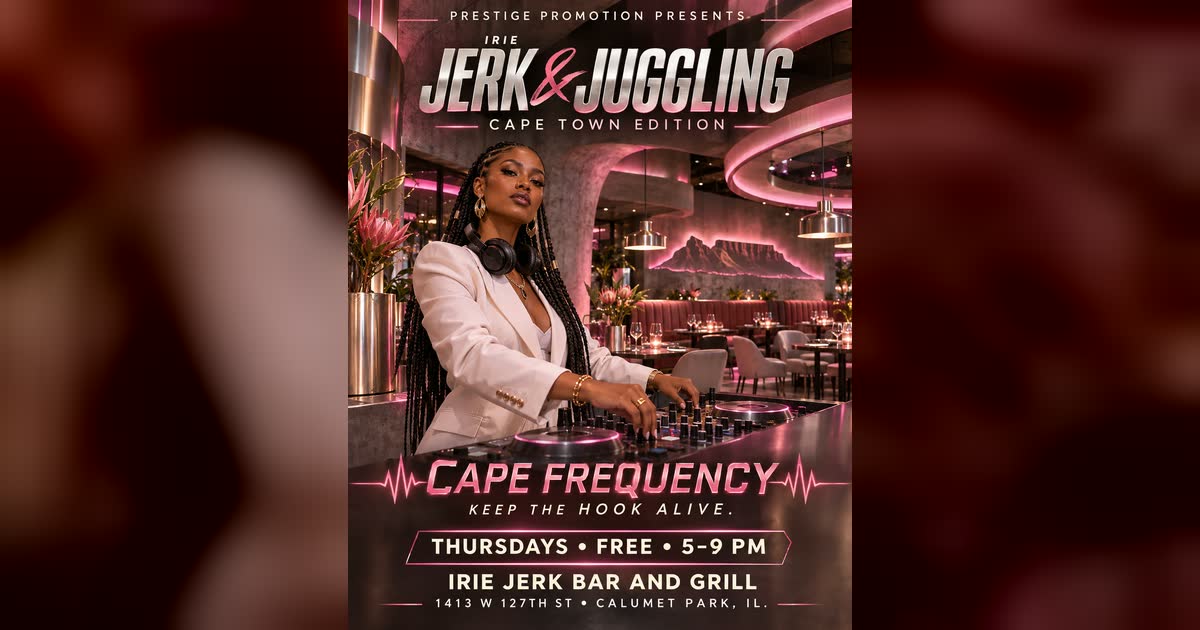 PRESTIGE PROMOTION PRESENTS
IRIE
JERK & JUGGLING
CAPE TOWN EDITION
CAPE FREQUENCY
KEEP THE HOOK ALIVE.
THURSDAYS • FREE • 5–9 PM
IRIE JERK BAR AND GRILL
1413 W 127TH ST • CALUMET PARK, IL.